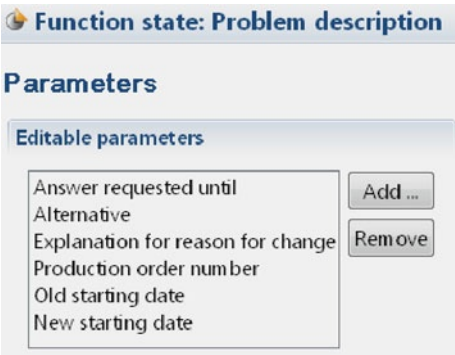 Function state: Problem description
Parameters
Editable parameters
Answer requested until
Add ...
Alternative
Explanation for reason for change
Remove
Production order number
Old starting date
New starting date